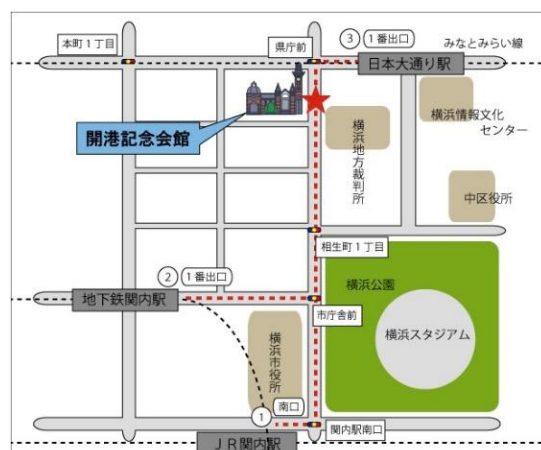 本町1丁目
県庁前
③ 1番出口
みなとみらい線
日本大通り駅
開港記念会館
横浜地方裁判所
横浜情報文化
センター
中区役所
相生町1丁目
② 1番出口
地下鉄関内駅
市庁舎前
横浜公園
横浜スタジアム
横浜市役所
① 南口
関内駅南口
JR関内駅